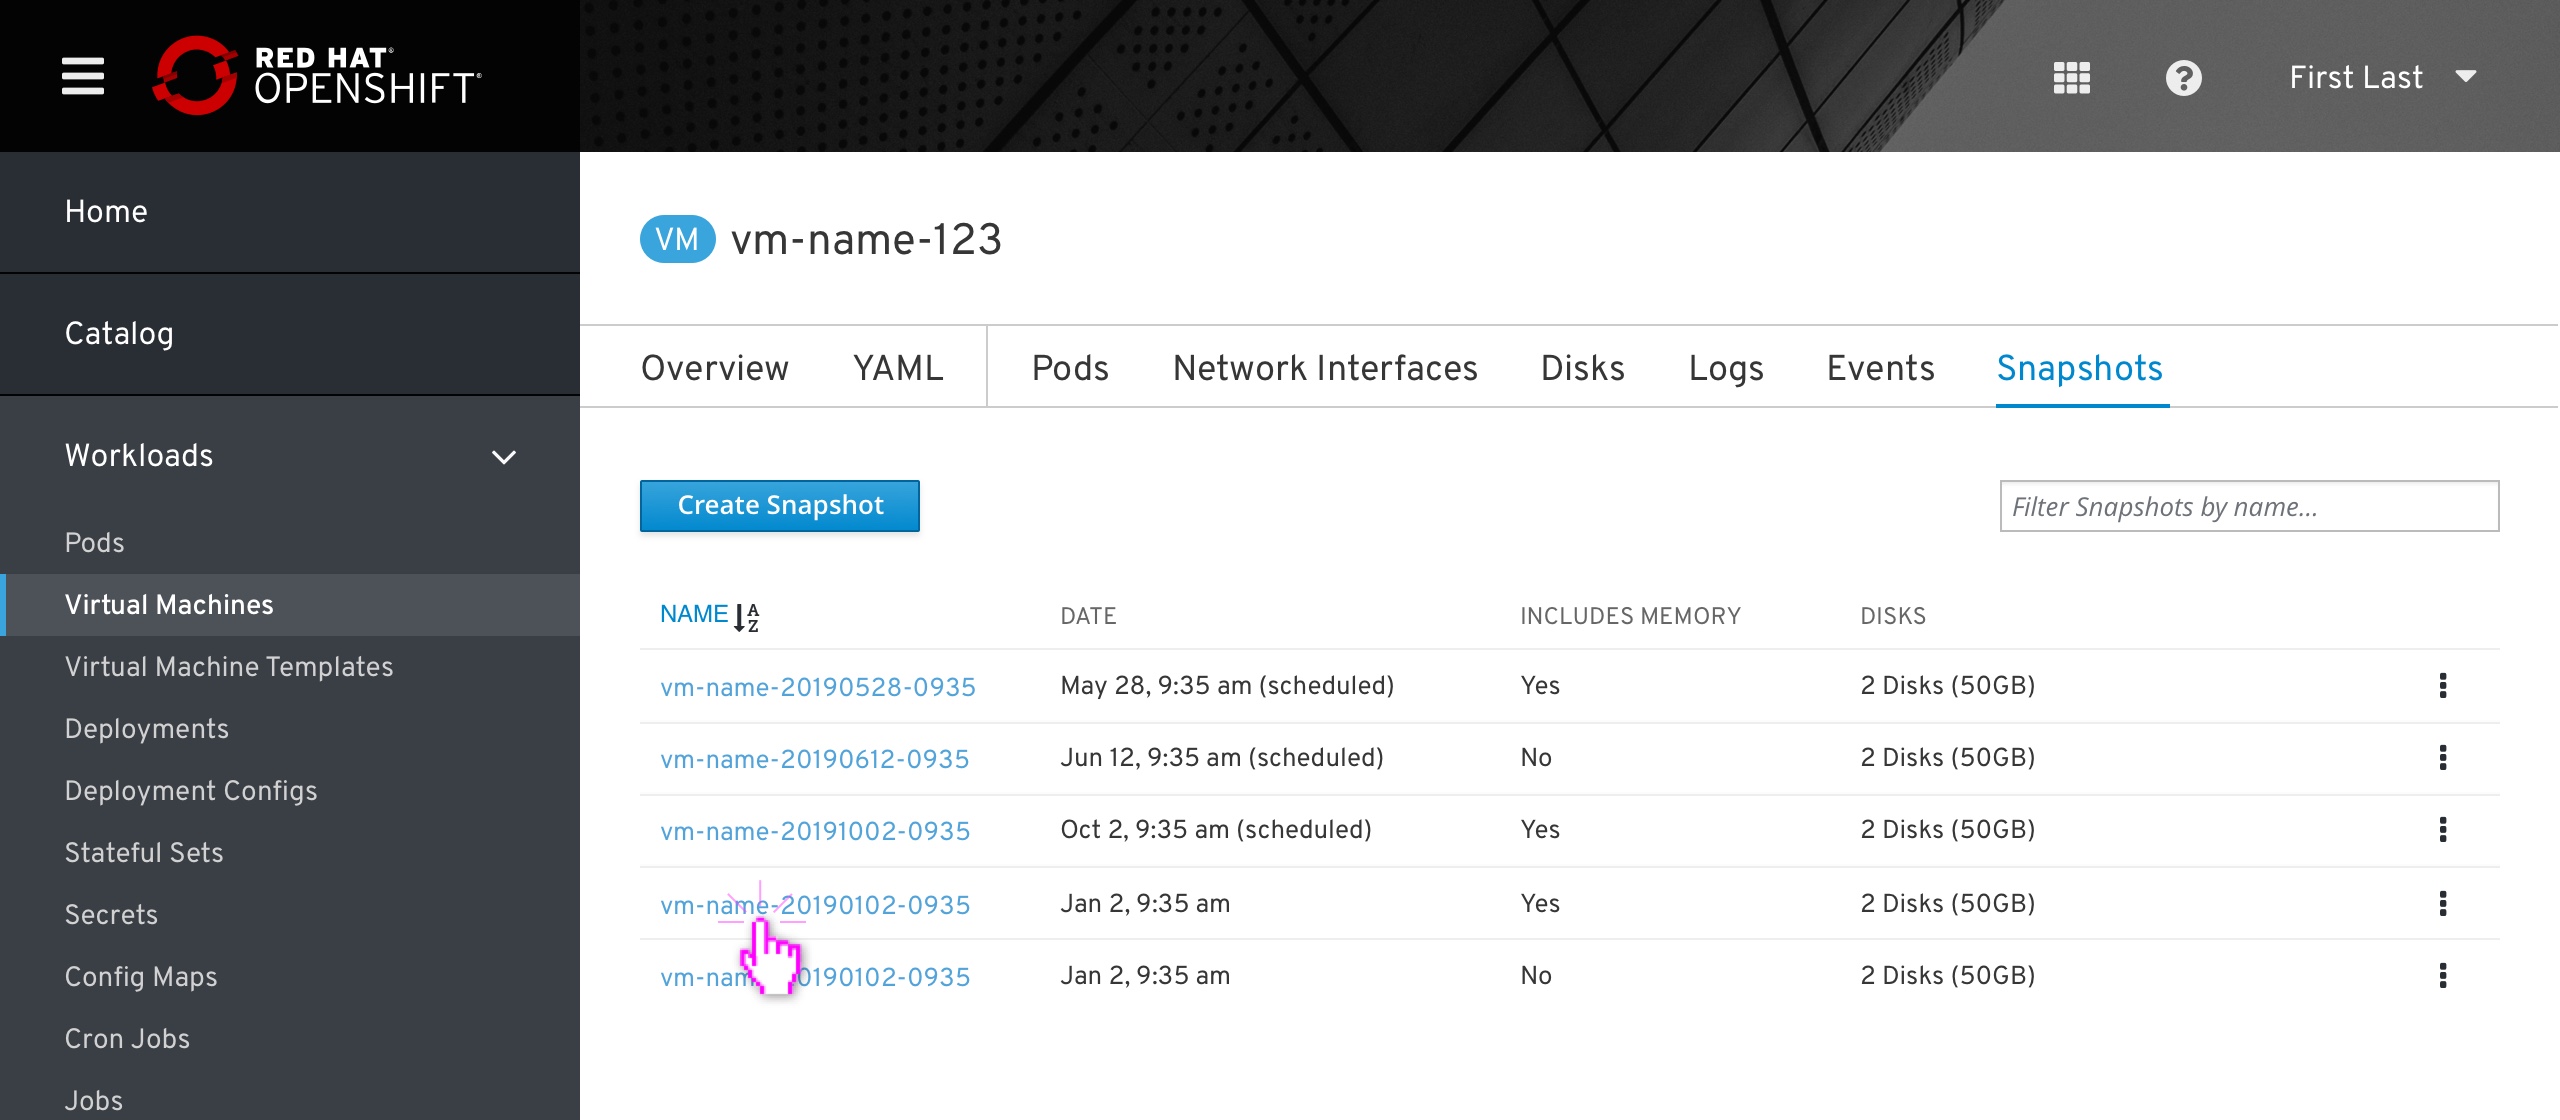 RED HAT®
OPENSHIFT®
First Last
Home
Catalog
Workloads
Pods
Virtual Machines
Virtual Machine Templates
Deployments
Deployment Configs
Stateful Sets
Secrets
Config Maps
Cron Jobs
Jobs
VM vm-name-123
Overview YAML Pods Network Interfaces Disks Logs Events Snapshots
Create Snapshot
Filter Snapshots by name...
NAME AZ DATE INCLUDES MEMORY DISKS
vm-name-20190528-0935 May 28, 9:35 am (scheduled) Yes 2 Disks (50GB)
vm-name-20190612-0935 Jun 12, 9:35 am (scheduled) No 2 Disks (50GB)
vm-name-20191002-0935 Oct 2, 9:35 am (scheduled) Yes 2 Disks (50GB)
vm-name-20190102-0935 Jan 2, 9:35 am Yes 2 Disks (50GB)
vm-name-20190102-0935 Jan 2, 9:35 am No 2 Disks (50GB)